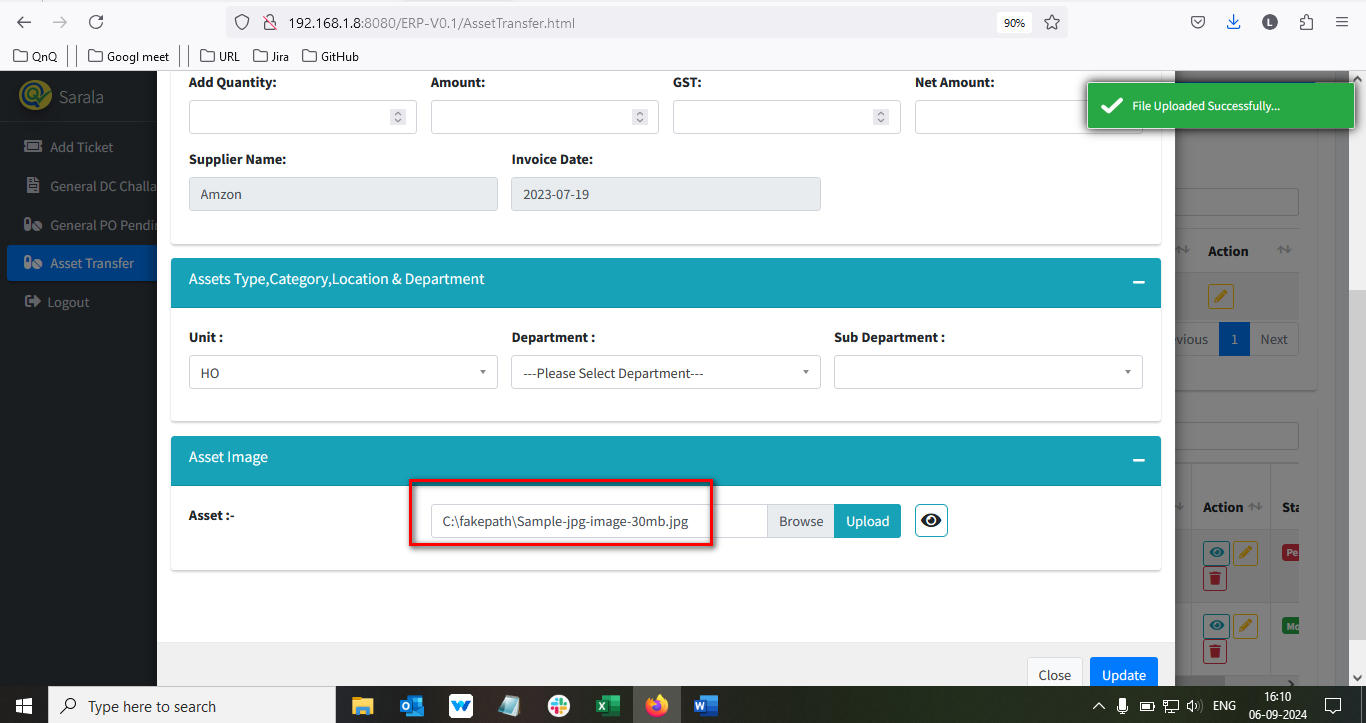 192.168.1.8:8080/ERP-V0.1/AssetTransfer.html
90%
L
QnQ
Googl meet
URL
Jira
GitHub
Sarala
Add Ticket
General DC Challa
General PO Pendin
Asset Transfer
Logout
Add Quantity:
Amount:
GST:
Net Amount:
File Uploaded Successfully...
Supplier Name:
Invoice Date:
Amzon
2023-07-19
Action
Assets Type,Category,Location & Department
Unit :
Department :
Sub Department :
vious
1
Next
HO
---Please Select Department---
Asset Image
Action
Sta
Asset :-
C:\fakepath\Sample-jpg-image-30mb.jpg
Browse
Upload
Pe
Mo
Close
Update
Type here to search
ENG
16:10
06-09-2024